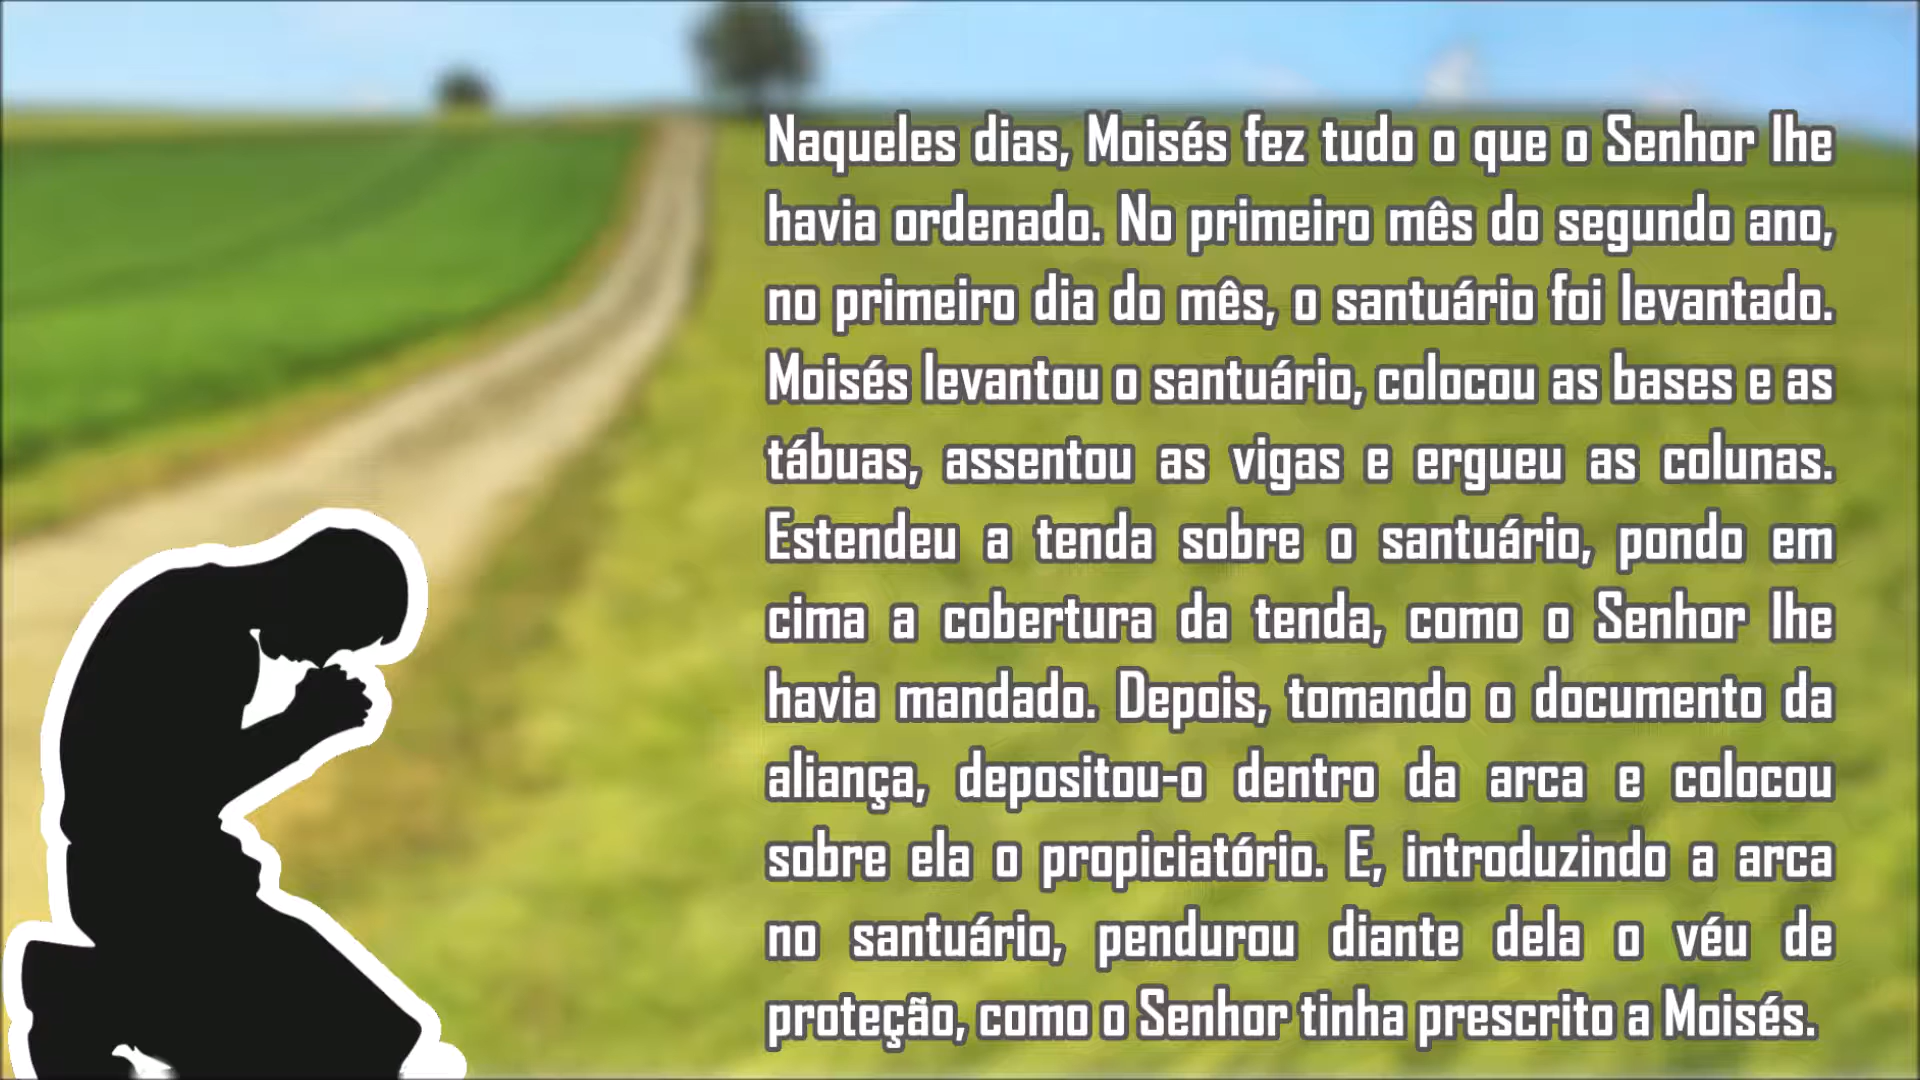 Naqueles dias, Moisés fez tudo o que o Senhor lhe
havia ordenado. No primeiro mês do segundo ano,
no primeiro dia do mês, o santuário foi levantado.
Moisés levantou o santuário, colocou as bases e as
tábuas, assentou as vigas e ergueu as colunas.
Estendeu a tenda sobre o santuário, pondo em
cima a cobertura da tenda, como o Senhor lhe
havia mandado. Depois, tomando o documento da
aliança, depositou-o dentro da arca e colocou
sobre ela o propiciatório. E, introduzindo a arca
no santuário, pendurou diante dela o véu de
proteção, como o Senhor tinha prescrito a Moisés.